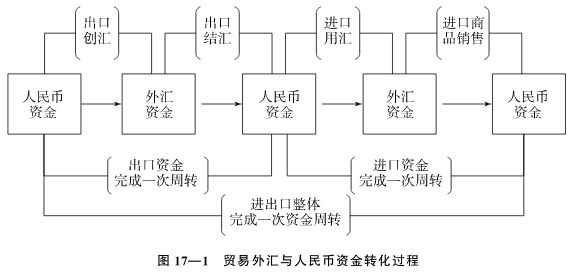 出口
创汇
出口
结汇
进口
用汇
进口商
品销售
人民币
资金
外汇
资金
人民币
资金
外汇
资金
人民币
资金
出口资金
完成一次周转
进口资金
完成一次周转
进出口整体
完成一次资金周转
图 17—1 贸易外汇与人民币资金转化过程